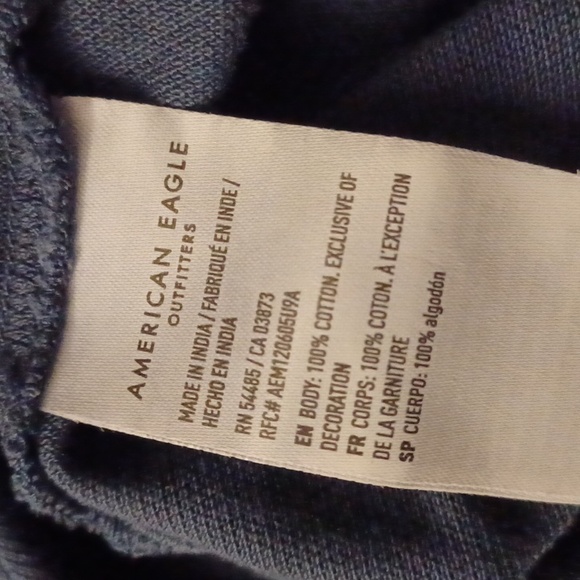 AMERICAN EAGLE
OUTFITTERS
MADE IN INDIA / FABRIQUÉ EN INDE /
HECHO EN INDIA
RN 54485 / CA 03873
RFC# AEM120605U9A
EN BODY: 100% COTTON. EXCLUSIVE OF
DECORATION
FR CORPS: 100% COTON. À L'EXCEPTION
DE LA GARNITURE
SP CUERPO: 100% algodón